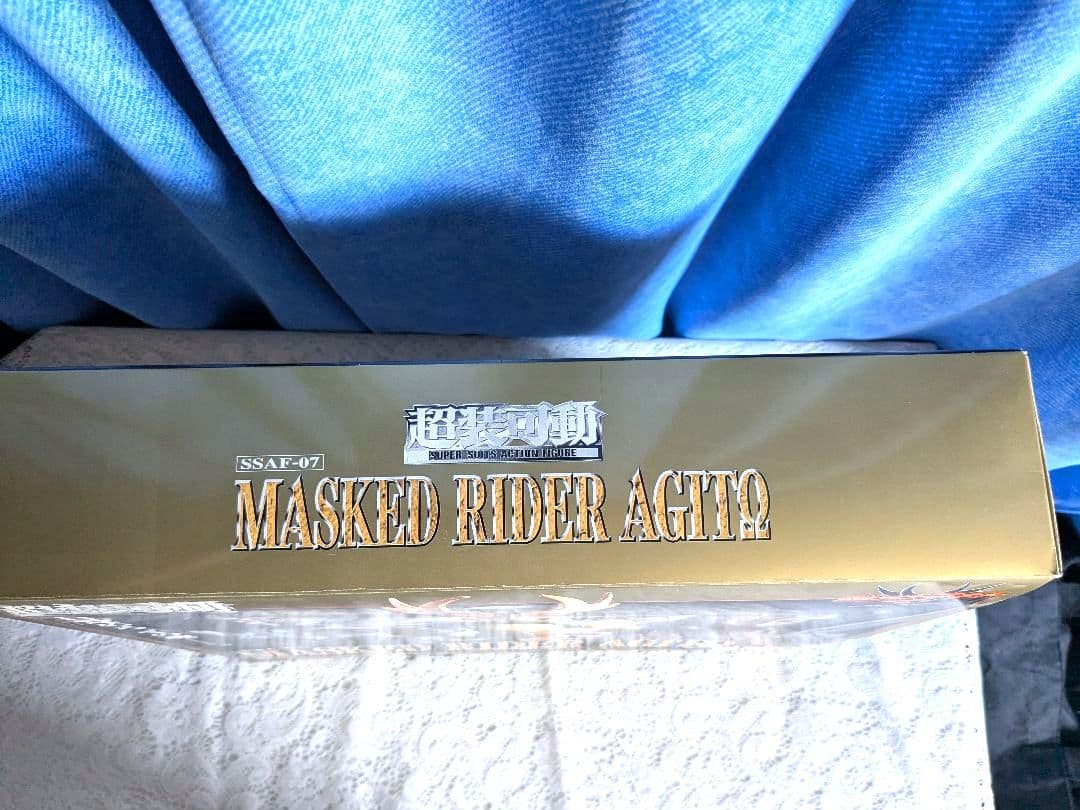 超装可動
SUPER SUITS ACTION FIGURE
SSAF-07
MASKED RIDER AGITΩ